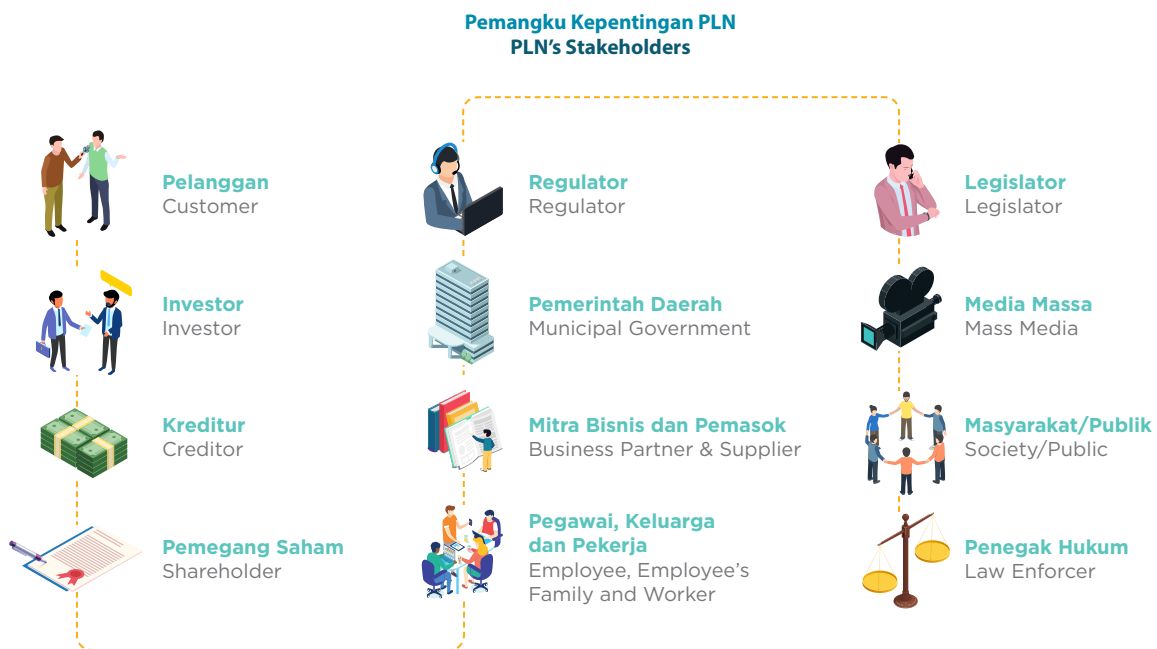 Pemangku Kepentingan PLN
PLN's Stakeholders
Pelanggan
Customer
Investor
Investor
Kreditur
Creditor
Pemegang Saham
Shareholder
Regulator
Regulator
Pemerintah Daerah
Municipal Government
Mitra Bisnis dan Pemasok
Business Partner & Supplier
Pegawai, Keluarga
dan Pekerja
Employee, Employee's
Family and Worker
Legislator
Legislator
Media Massa
Mass Media
Masyarakat/Publik
Society/Public
Penegak Hukum
Law Enforcer